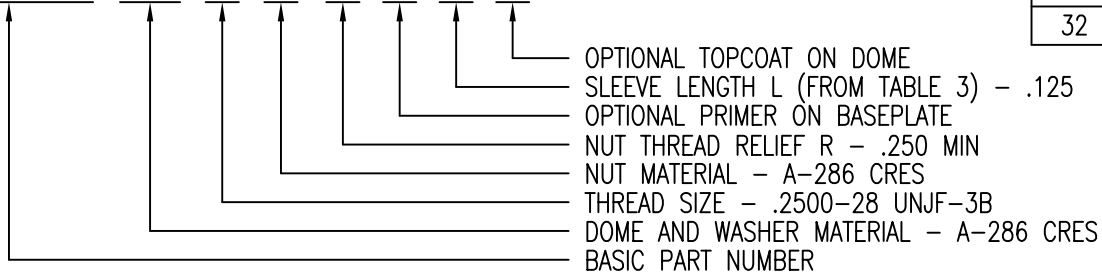 32
OPTIONAL TOPCOAT ON DOME
SLEEVE LENGTH L (FROM TABLE 3) – .125
OPTIONAL PRIMER ON BASEPLATE
NUT THREAD RELIEF R – .250 MIN
NUT MATERIAL – A–286 CRES
THREAD SIZE – .2500–28 UNJF–3B
DOME AND WASHER MATERIAL – A–286 CRES
BASIC PART NUMBER